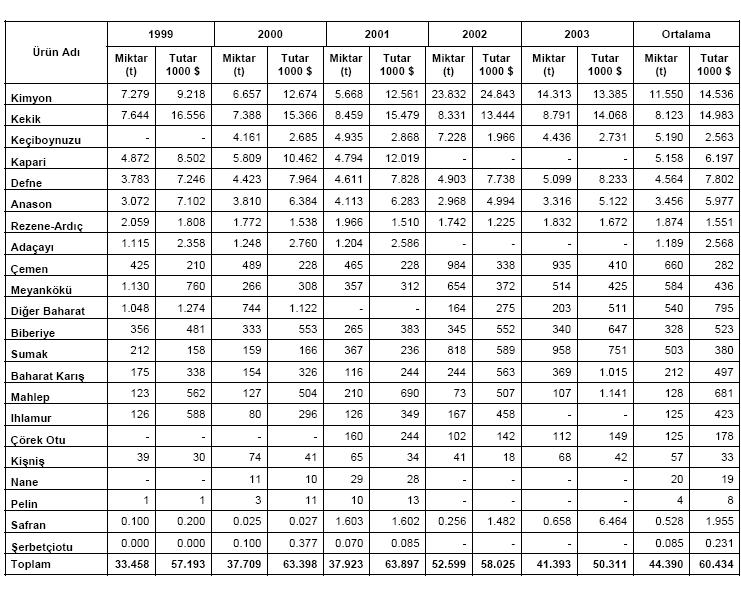 Ürün Adı 1999 2000 2001 2002 2003 Ortalama
Miktar (t) Tutar 1000 $ Miktar (t) Tutar 1000 $ Miktar (t) Tutar 1000 $ Miktar (t) Tutar 1000 $ Miktar (t) Tutar 1000 $ Miktar (t) Tutar 1000 $
Kimyon 7.279 9.218 6.657 12.674 5.668 12.561 23.832 24.843 14.313 13.385 11.550 14.536
Kekik 7.644 16.556 7.388 15.366 8.459 15.479 8.331 13.444 8.791 14.068 8.123 14.983
Keçiboynuzu - - 4.161 2.685 4.935 2.868 7.228 1.966 4.436 2.731 5.190 2.563
Kapari 4.872 8.502 5.809 10.462 4.794 12.019 - - - - 5.158 6.197
Defne 3.783 7.246 4.423 7.964 4.611 7.828 4.903 7.738 5.099 8.233 4.564 7.802
Anason 3.072 7.102 3.810 6.384 4.113 6.283 2.968 4.994 3.316 5.122 3.456 5.977
Rezene-Ardıç 2.059 1.808 1.772 1.538 1.966 1.510 1.742 1.225 1.832 1.672 1.874 1.551
Adaçayı 1.115 2.358 1.248 2.760 1.204 2.586 - - - - 1.189 2.568
Çemen 425 210 489 228 465 228 984 338 935 410 660 282
Meyankökü 1.130 760 266 308 357 312 654 372 514 425 584 436
Diğer Baharat 1.048 1.274 744 1.122 - - 164 275 203 511 540 795
Biberiye 356 481 333 553 265 383 345 552 340 647 328 523
Sumak 212 158 159 166 367 236 818 589 958 751 503 380
Baharat Karış 175 338 154 326 116 244 244 563 369 1.015 212 497
Mahlep 123 562 127 504 210 690 73 507 107 1.141 128 681
Ihlamur 126 588 80 296 126 349 167 458 - - 125 423
Çörek Otu - - - - 160 244 102 142 112 149 125 178
Kişniş 39 30 74 41 65 34 41 18 68 42 57 33
Nane - - 11 10 29 28 - - - - 20 19
Pelin 1 1 3 11 10 13 - - - - 4 8
Safran 0.100 0.200 0.025 0.027 1.603 1.602 0.256 1.482 0.658 6.464 0.528 1.955
Şerbetçiotu 0.000 0.000 0.100 0.377 0.070 0.085 - - - - 0.085 0.231
Toplam 33.458 57.193 37.709 63.398 37.923 63.897 52.599 58.025 41.393 50.311 44.390 60.434